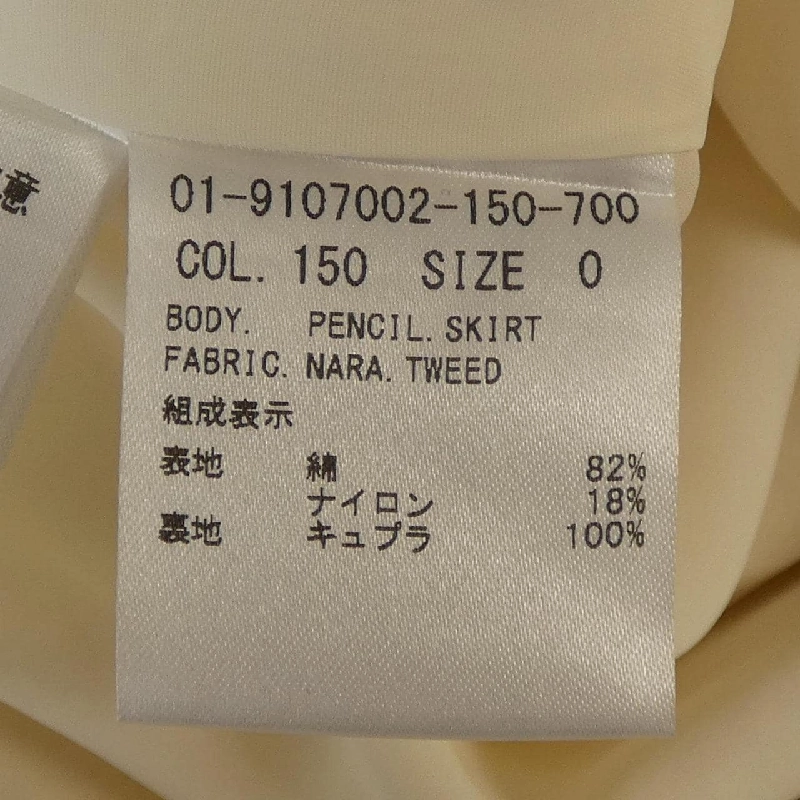 01-9107002-150-700
COL. 150 SIZE 0
BODY. PENCIL.SKIRT
FABRIC. NARA.TWEED
組成表示
表地 綿 82%
ナイロン 18%
裏地 キュプラ 100%
意